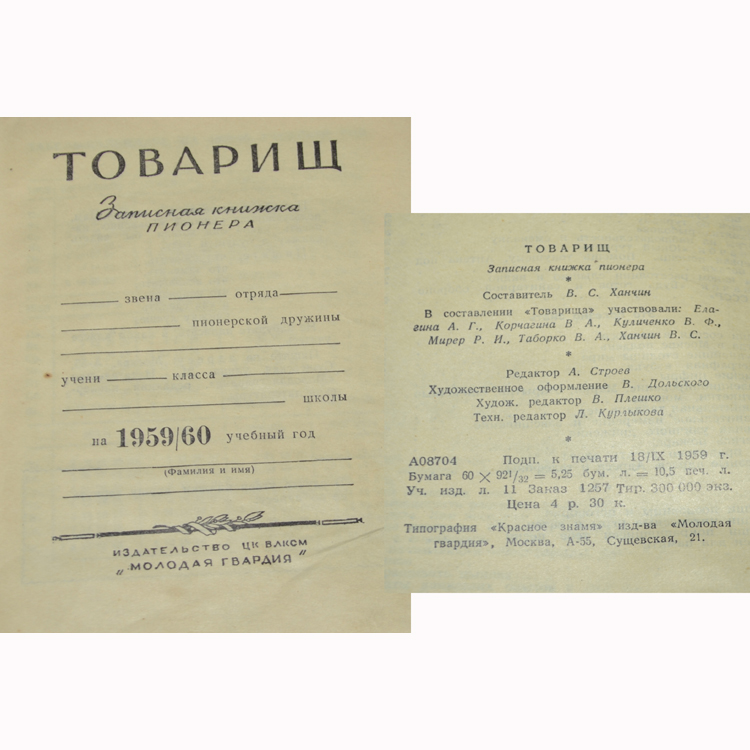 ТОВАРИЩ
Записная книжка
ПИОНЕРА
звена отряда
пионерской дружины
учени класса
школы
на 1959/60 учебный год
(Фамилия и имя)
ИЗДАТЕЛЬСТВО ЦК ВЛКСМ
„МОЛОДАЯ ГВАРДИЯ"
ТОВАРИЩ
Записная книжка пионера
*
Составитель В. С. Ханчин
В составлении «Товарища» участвовали: Ела-
гина А. Г., Корчагина В А., Куличенко В. Ф.,
Мирер Р. И., Таборко В. А., Ханчин В. С.
*
Редактор А. Строев
Художественное оформление В. Дольского
Худож. редактор В. Плешко
Техн. редактор Л. Курлыкова
*
А08704 Подп. к печати 18/IX 1959 г.
Бумага 60 × 92 1/32 = 5,25 бум. л. = 10,5 печ. л.
Уч. изд. л. 11 Заказ 1257 Тир. 300 000 экз.
Цена 4 р. 30 к.
Типография «Красное знамя» изд-ва «Молодая
гвардия», Москва, А-55, Сущевская, 21.